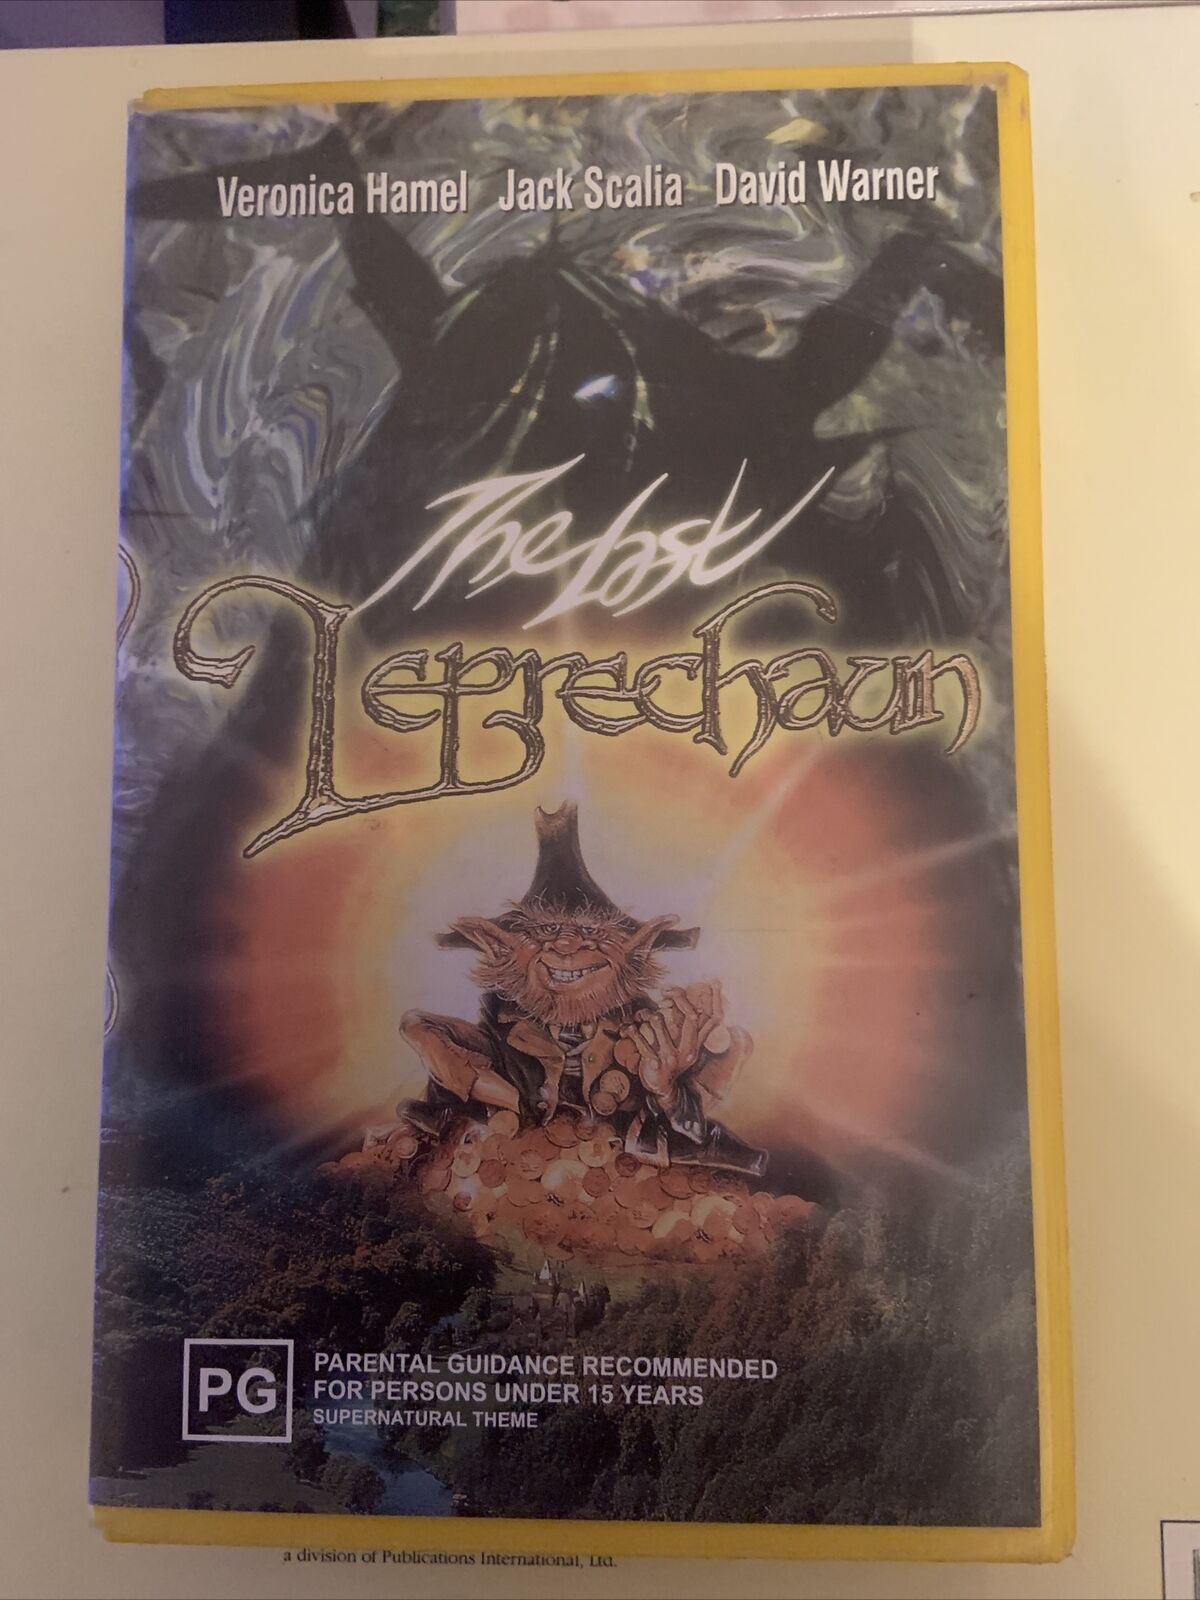 Veronica Hamel Jack Scalia David Warner
The Last
Leprechaun
PG
PARENTAL GUIDANCE RECOMMENDED
FOR PERSONS UNDER 15 YEARS
SUPERNATURAL THEME
a division of Publications International, Ltd.